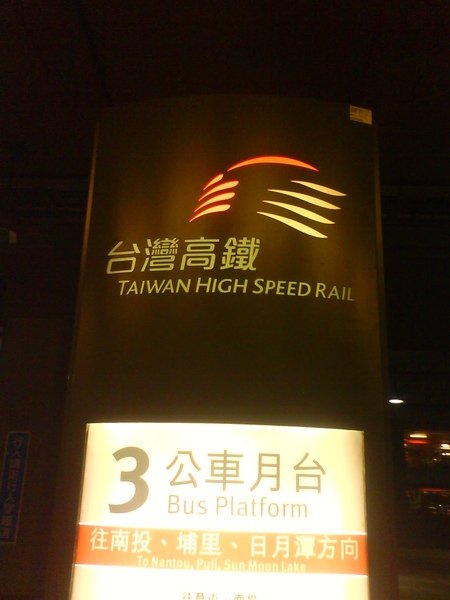 台灣高鐵
TAIWAN HIGH SPEED RAIL
3 公車月台
Bus Platform
往南投、埔里、日月潭方向
To Nantou, Puli, Sun Moon Lake